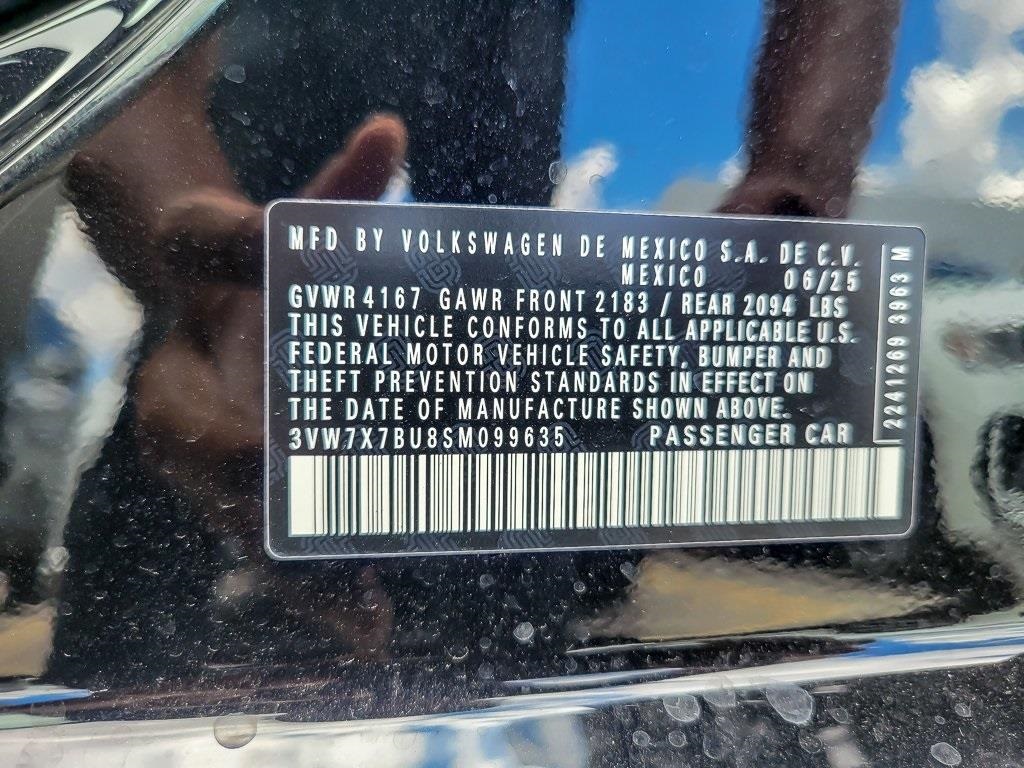 MFD BY VOLKSWAGEN DE MEXICO S.A. DE C.V.
MEXICO 06/25
GVWR 4167 GAWR FRONT 2183 / REAR 2094 LBS
THIS VEHICLE CONFORMS TO ALL APPLICABLE U.S.
FEDERAL MOTOR VEHICLE SAFETY, BUMPER AND
THEFT PREVENTION STANDARDS IN EFFECT ON
THE DATE OF MANUFACTURE SHOWN ABOVE.
3VW7X7BU8SM099635 PASSENGER CAR
2241269 3963 M